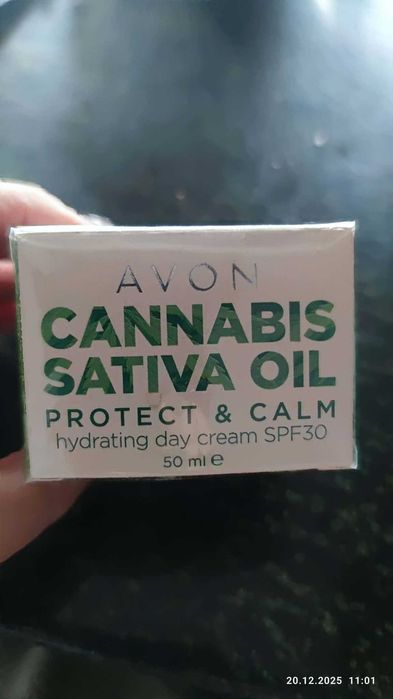 AVON
CANNABIS
SATIVA OIL
PROTECT & CALM
hydrating day cream SPF30
50 ml ℮
20.12.2025 11:01